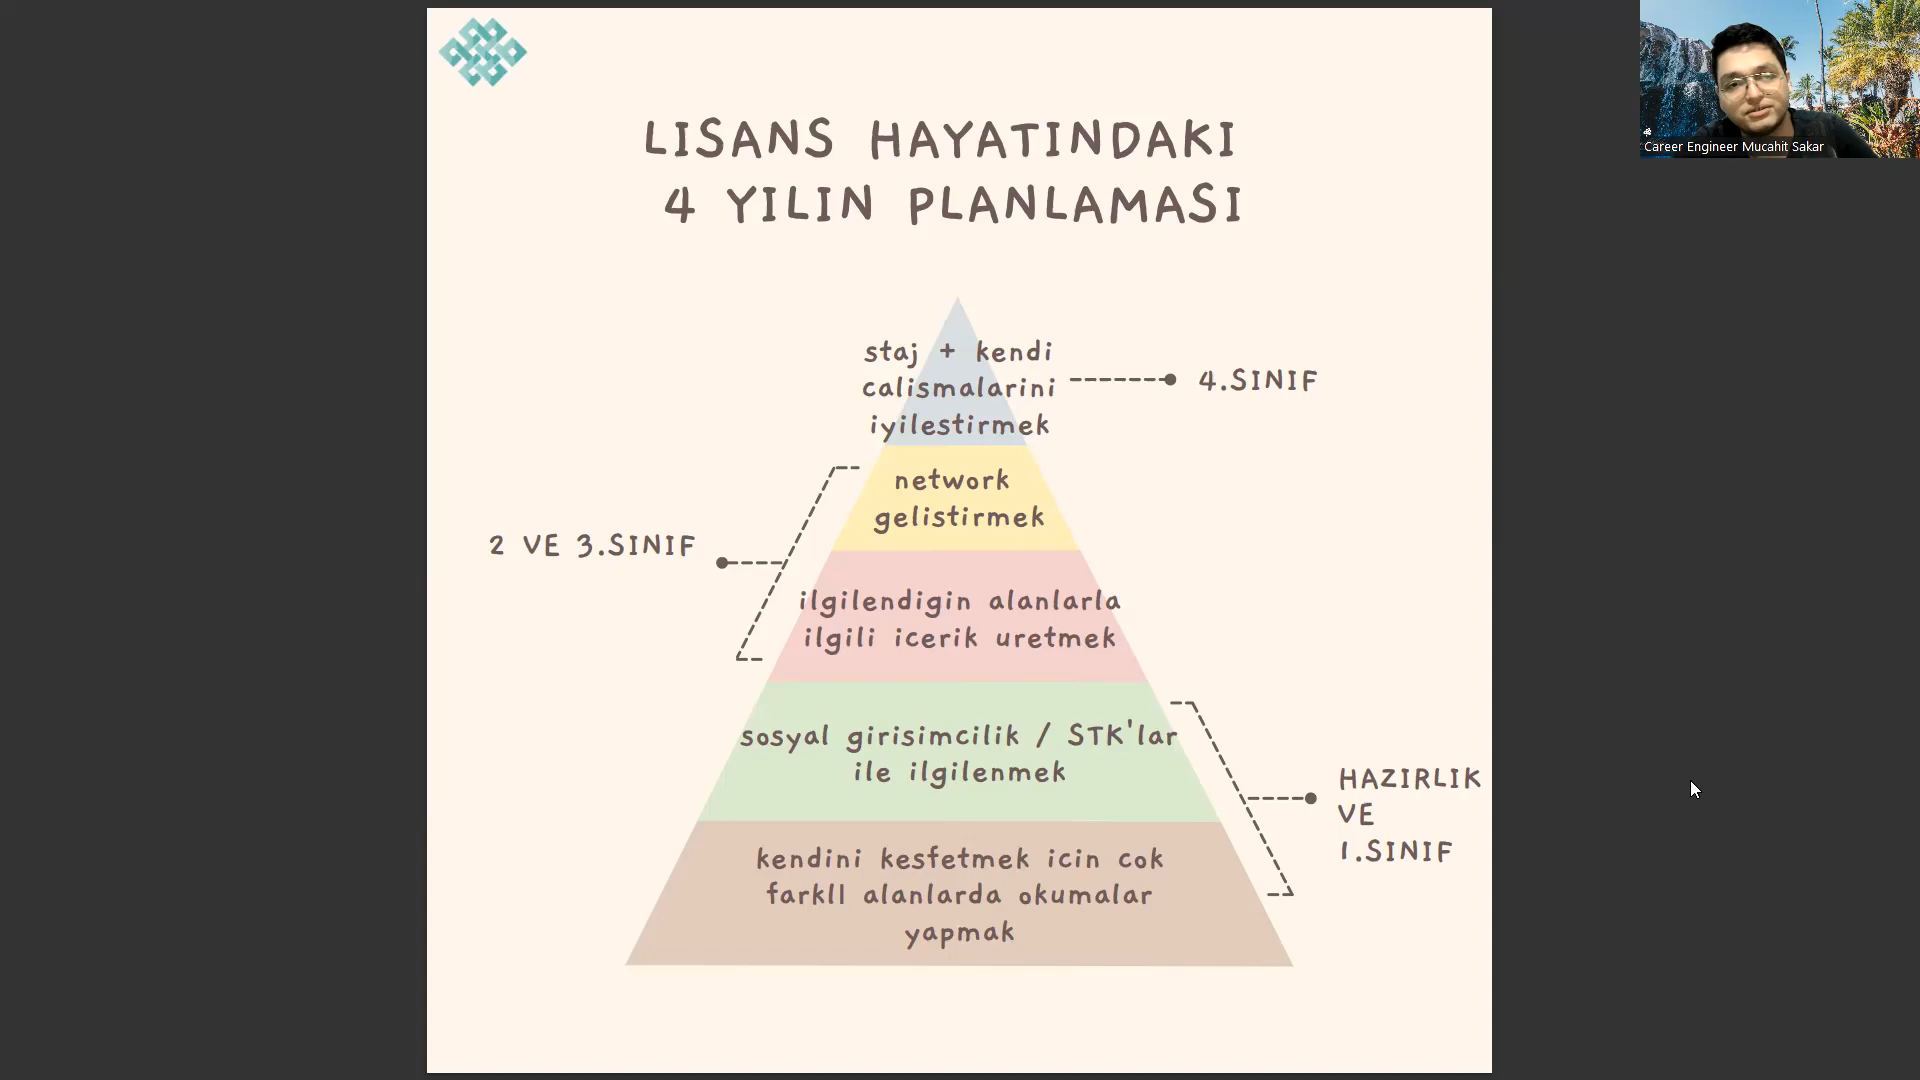 LISANS HAYATINDAKI
4 YILIN PLANLAMASI
staj + kendi
calismalarini
iyilestirmek
4.SINIF
network
gelistirmek
2 VE 3.SINIF
ilgilendigin alanlarla
ilgili icerik uretmek
sosyal girisimcilik / STK'lar
ile ilgilenmek
HAZIRLIK
VE
1.SINIF
kendini kesfetmek icin cok
farklI alanlarda okumalar
yapmak
Career Engineer Mucahit Sakar